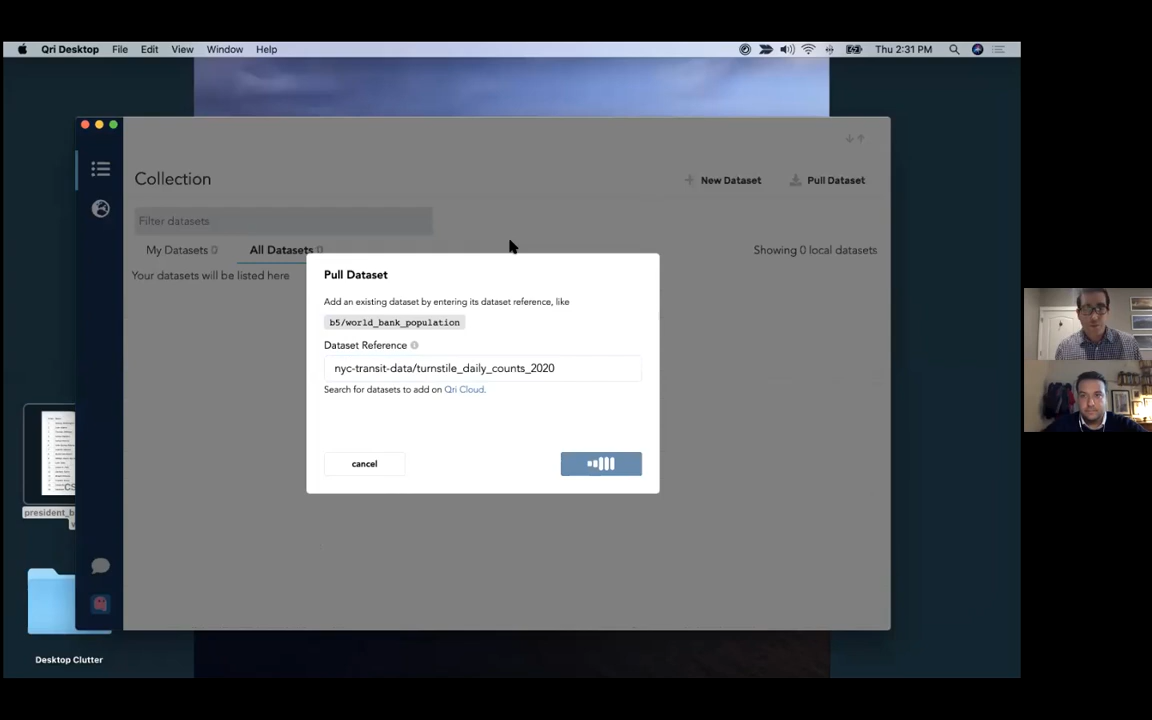 Qri Desktop File Edit View Window Help Thu 2:31 PM
Collection
New Dataset Pull Dataset
Filter datasets
My Datasets 0 All Datasets 0 Showing 0 local datasets
Your datasets will be listed here
Pull Dataset
Add an existing dataset by entering its dataset reference, like
b5/world_bank_population
Dataset Reference
nyc-transit-data/turnstile_daily_counts_2020
Search for datasets to add on Qri Cloud.
cancel
president_b
Desktop Clutter